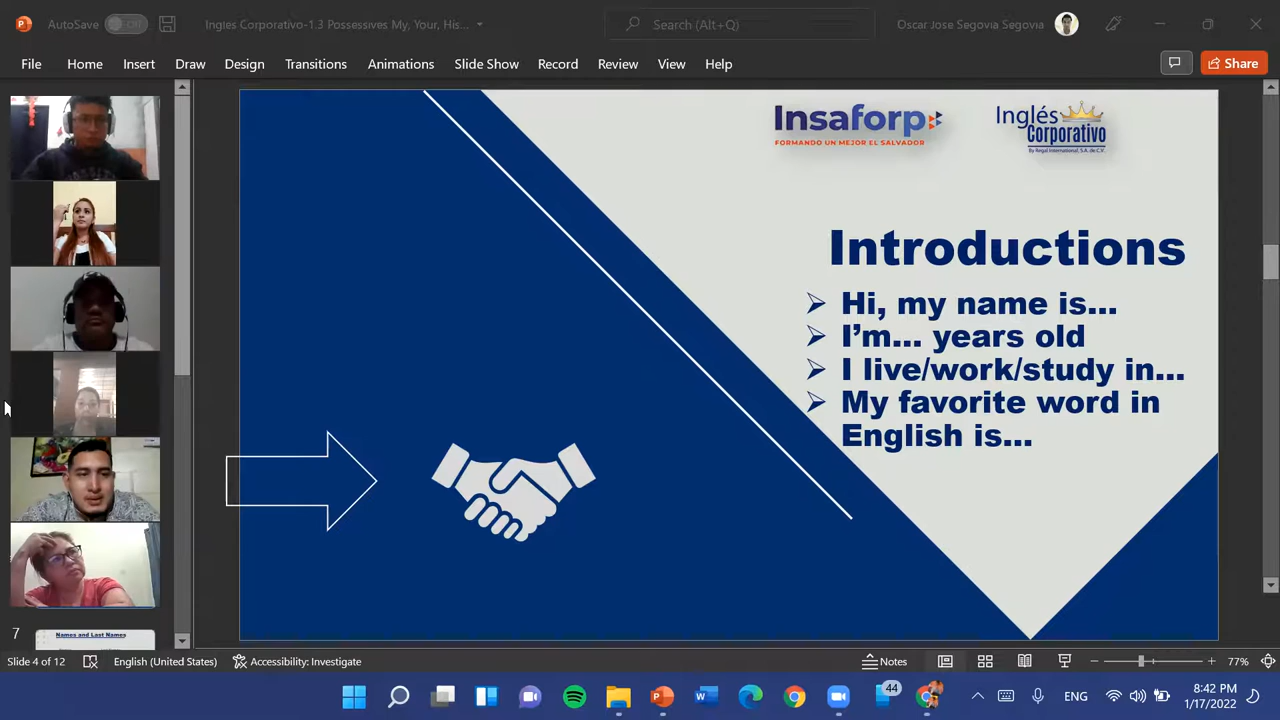 AutoSave
Off
Ingles Corporativo-1.3 Possessives My, Your, His...
Search (Alt+Q)
Oscar Jose Segovia Segovia
File
Home
Insert
Draw
Design
Transitions
Animations
Slide Show
Record
Review
View
Help
Share
Insaforp
FORMANDO UN MEJOR EL SALVADOR
Inglés
Corporativo
By Regal International, S.A. de C.V.
Introductions
Hi, my name is...
I’m... years old
I live/work/study in...
My favorite word in
English is...
7
Names and Last Names
Slide 4 of 12
English (United States)
Accessibility: Investigate
Notes
77%
44
ENG
8:42 PM
1/17/2022